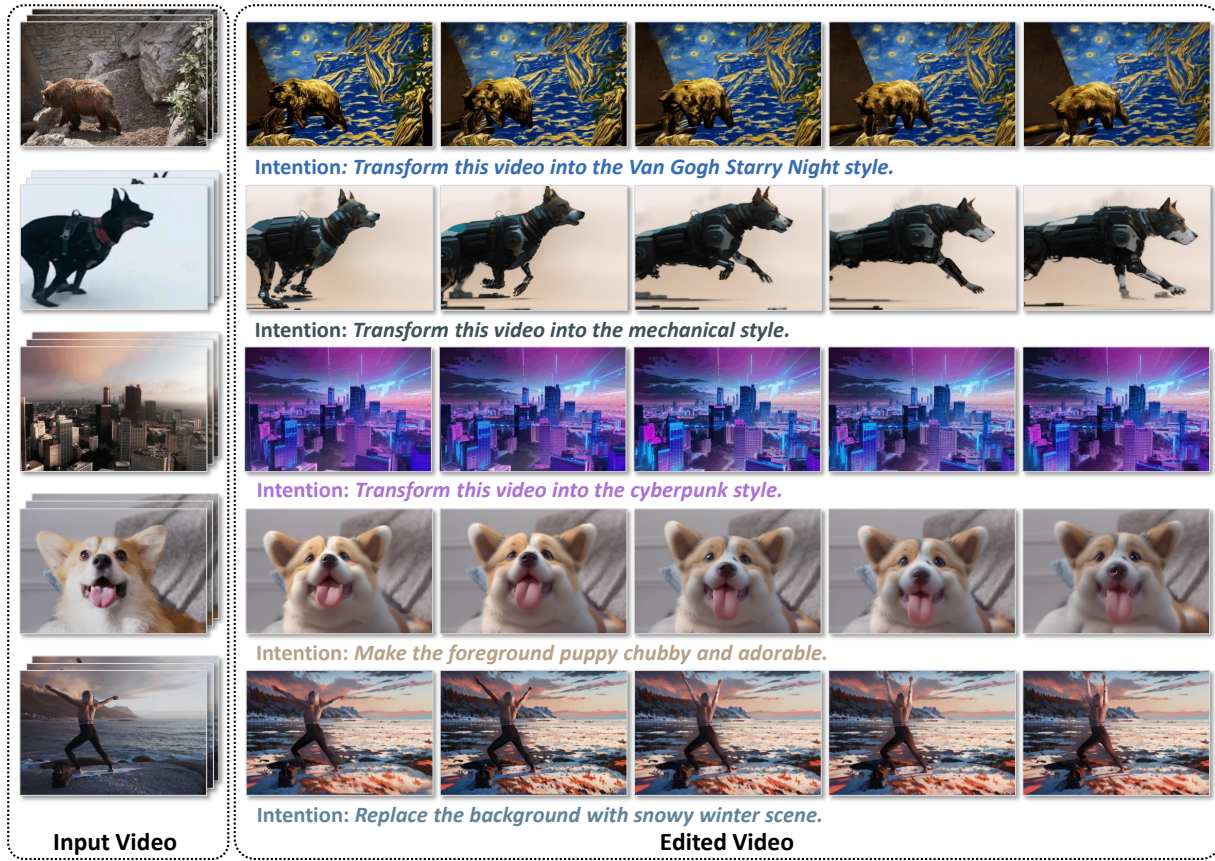 Intention: Transform this video into the Van Gogh Starry Night style.
Intention: Transform this video into the mechanical style.
Intention: Transform this video into the cyberpunk style.
Intention: Make the foreground puppy chubby and adorable.
Intention: Replace the background with snowy winter scene.
Input Video
Edited Video